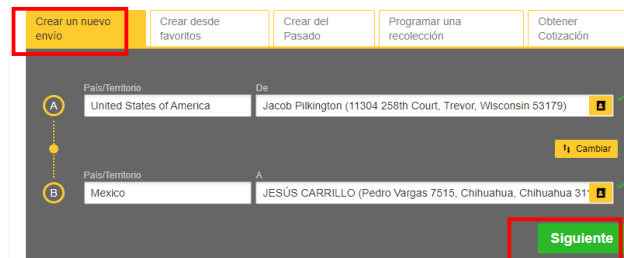 Crear un nuevo envío
Crear desde favoritos
Crear del Pasado
Programar una recolección
Obtener Cotización
País/Territorio
De
A
United States of America
Jacob Pilkington (11304 258th Court, Trevor, Wisconsin 53179)
Cambiar
País/Territorio
A
B
Mexico
JESÚS CARRILLO (Pedro Vargas 7515, Chihuahua, Chihuahua
Siguiente